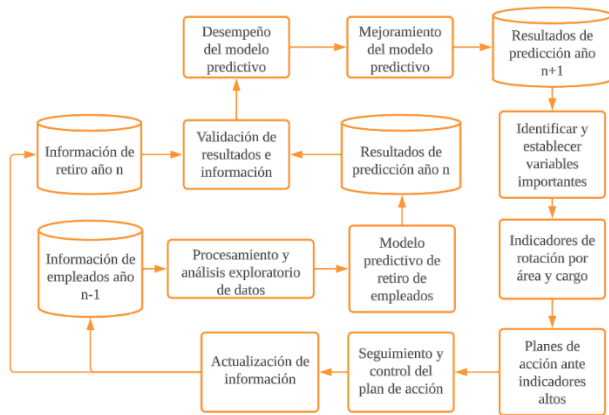 Desempeño
del modelo
predictivo
Mejoramiento
del modelo
predictivo
Resultados de
predicción año
n+1
Información de
retiro año n
Validación de
resultados e
información
Resultados de
predicción año n
Identificar y
establecer
variables
importantes
Información de
empleados año
n-1
Procesamiento y
análisis exploratorio
de datos
Modelo
predictivo de
retiro de
empleados
Indicadores de
rotación por
área y cargo
Actualización de
información
Seguimiento y
control del
plan de acción
Planes de
acción ante
indicadores
altos